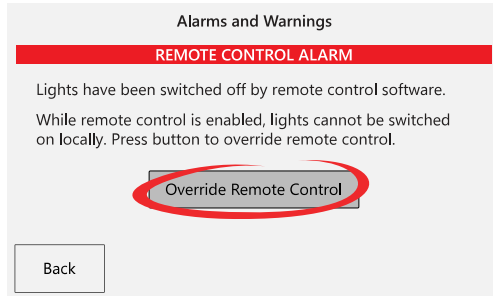 Alarms and Warnings
REMOTE CONTROL ALARM
Lights have been switched off by remote control software.
While remote control is enabled, lights cannot be switched
on locally. Press button to override remote control.
Override Remote Control
Back